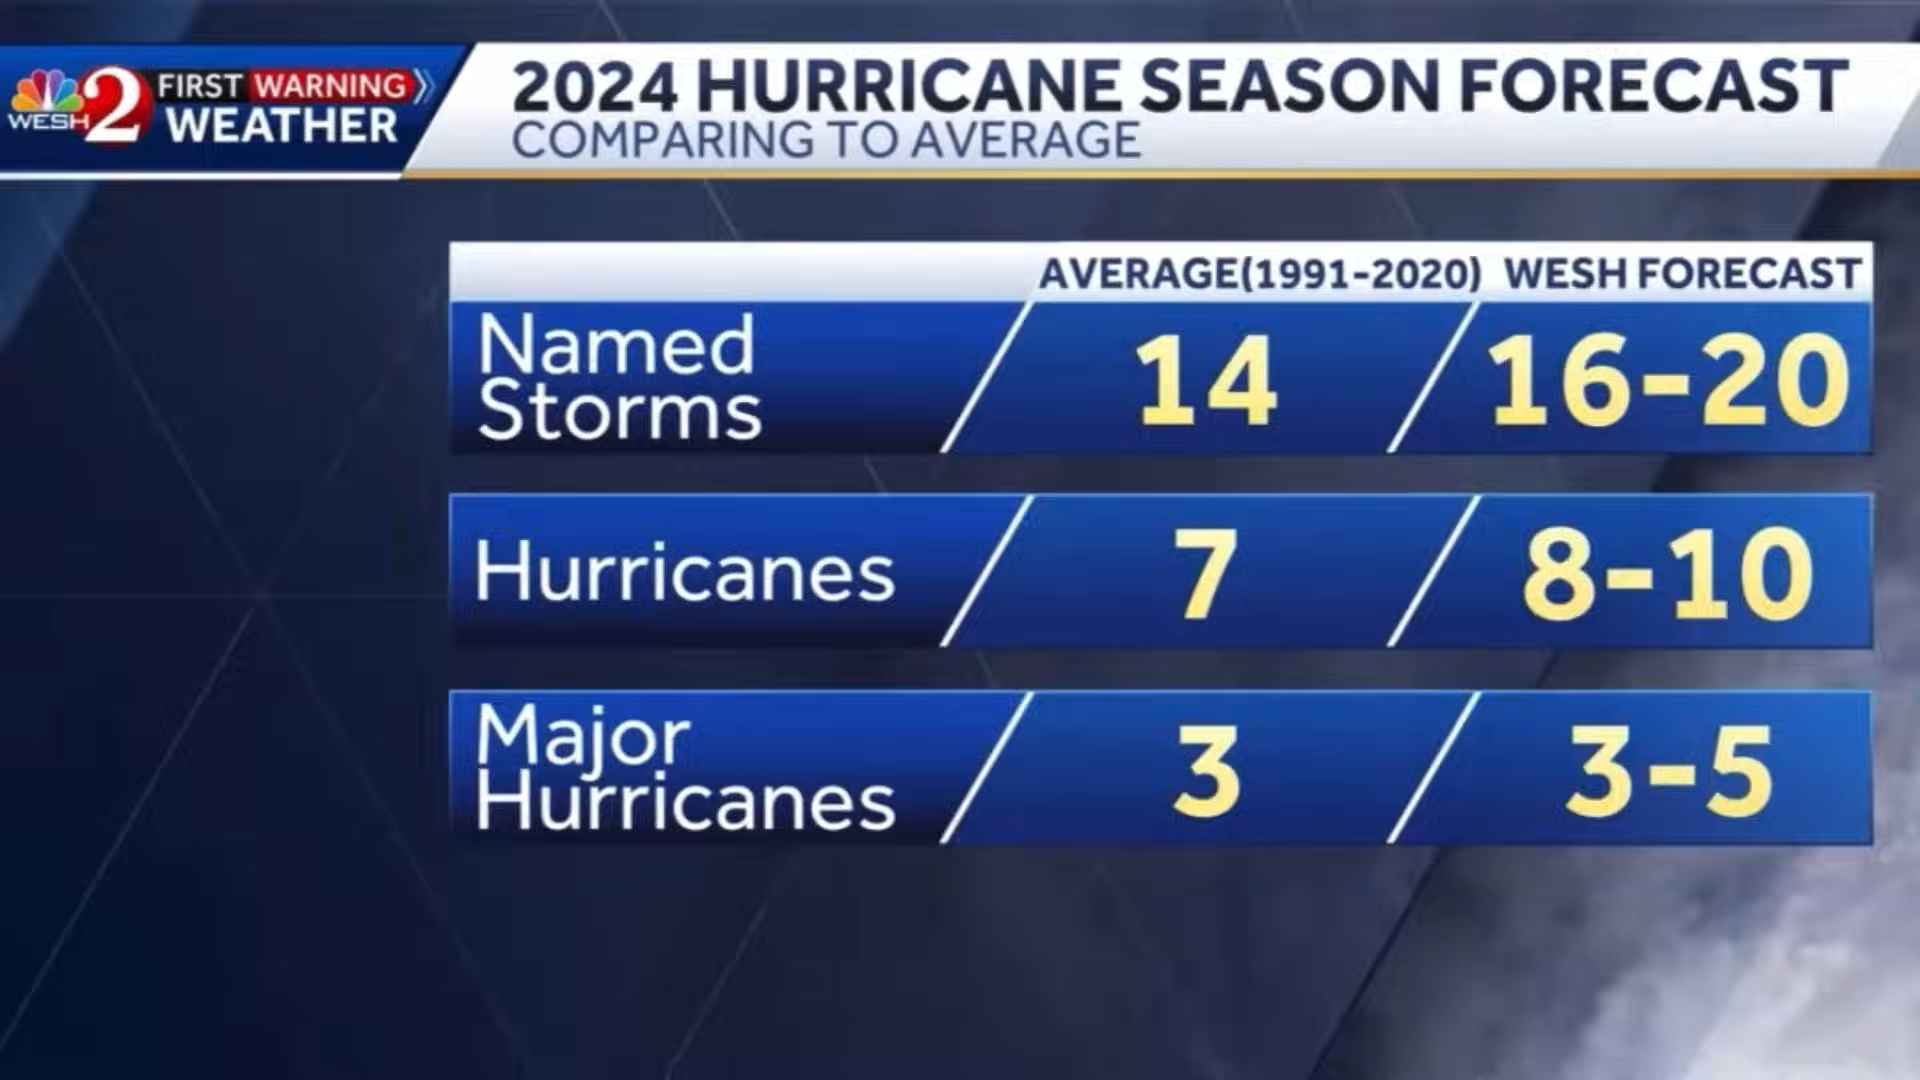 WESH 2 FIRST WARNING
WEATHER
2024 HURRICANE SEASON FORECAST
COMPARING TO AVERAGE
AVERAGE(1991-2020) WESH FORECAST
Named
Storms
14
16-20
Hurricanes
7
8-10
Major
Hurricanes
3
3-5